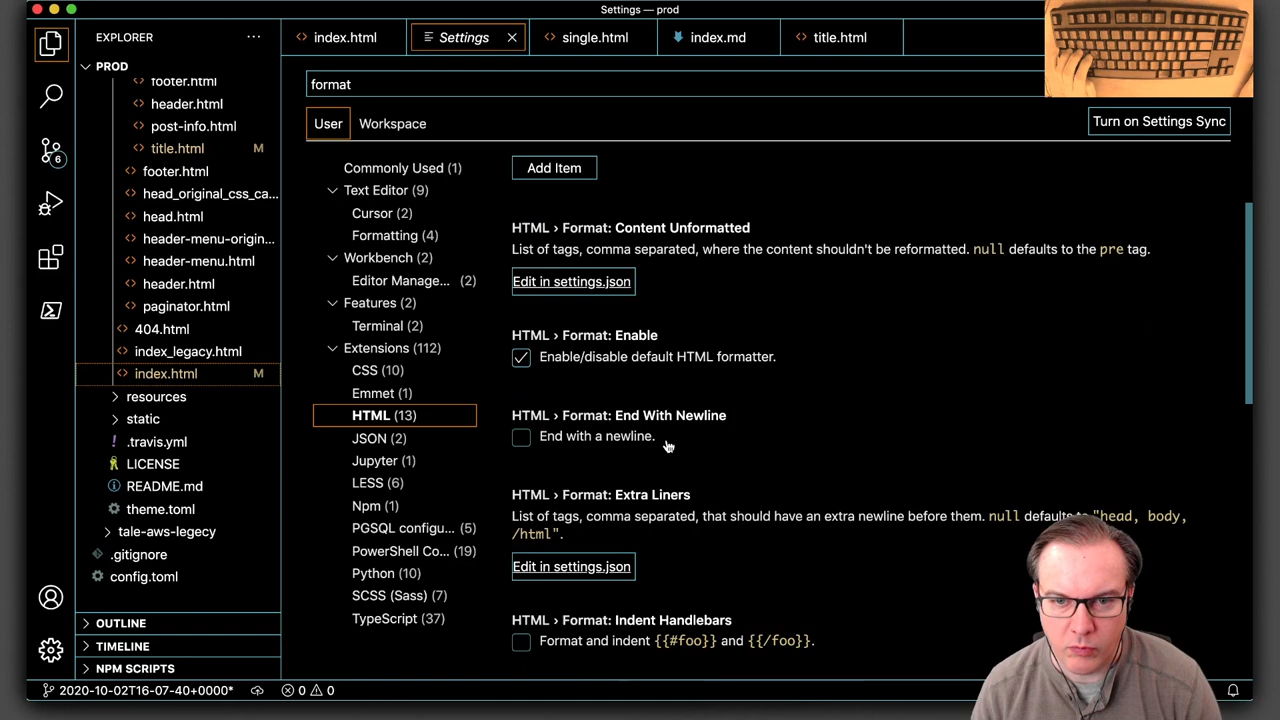 Settings — prod
EXPLORER
index.html
Settings
single.html
index.md
title.html
PROD
footer.html
header.html
post-info.html
title.html M
footer.html
head_original_css_ca...
head.html
header-menu-origin...
header-menu.html
header.html
paginator.html
404.html
index_legacy.html
index.html M
resources
static
.travis.yml
LICENSE
README.md
theme.toml
tale-aws-legacy
.gitignore
config.toml
OUTLINE
TIMELINE
NPM SCRIPTS
6
format
User
Workspace
Turn on Settings Sync
Commonly Used (1)
Text Editor (9)
Cursor (2)
Formatting (4)
Workbench (2)
Editor Manage... (2)
Features (2)
Terminal (2)
Extensions (112)
CSS (10)
Emmet (1)
HTML (13)
JSON (2)
Jupyter (1)
LESS (6)
Npm (1)
PGSQL configu... (5)
PowerShell Co... (19)
Python (10)
SCSS (Sass) (7)
TypeScript (37)
Add Item
HTML › Format: Content Unformatted
List of tags, comma separated, where the content shouldn't be reformatted. null defaults to the pre tag.
Edit in settings.json
HTML › Format: Enable
Enable/disable default HTML formatter.
HTML › Format: End With Newline
End with a newline.
HTML › Format: Extra Liners
List of tags, comma separated, that should have an extra newline before them. null defaults to "head, body,
/html".
Edit in settings.json
HTML › Format: Indent Handlebars
Format and indent {{#foo}} and {{/foo}}.
2020-10-02T16-07-40+0000*
0
0